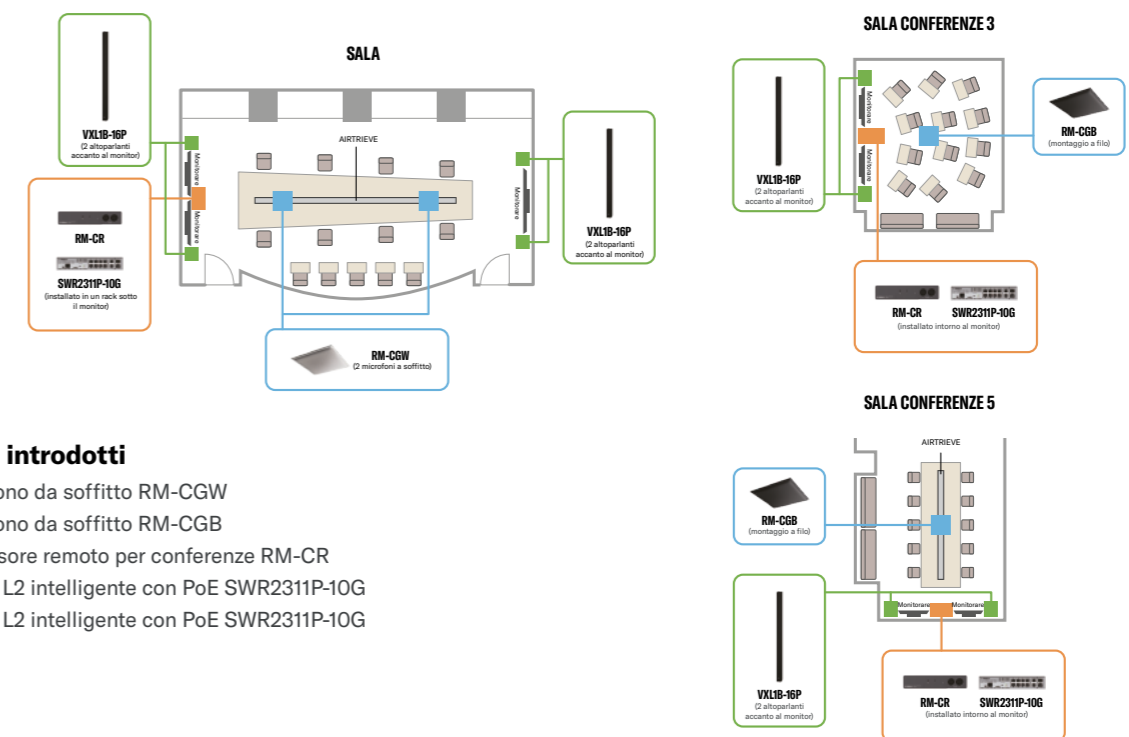 SALA
VXL1B-16P
(2 altoparlanti
accanto al monitor)
AIRTRIEVE
Monitorare
Monitorare
Monitorare
RM-CR
SWR2311P-10G
(installato in un rack sotto
il monitor)
VXL1B-16P
(2 altoparlanti
accanto al monitor)
RM-CGW
(2 microfoni a soffitto)
SALA CONFERENZE 3
VXL1B-16P
(2 altoparlanti
accanto al monitor)
Monitorare
Monitorare
RM-CGB
(montaggio a filo)
RM-CR
SWR2311P-10G
(installato intorno al monitor)
SALA CONFERENZE 5
AIRTRIEVE
RM-CGB
(montaggio a filo)
Monitorare
Monitorare
VXL1B-16P
(2 altoparlanti
accanto al monitor)
RM-CR
SWR2311P-10G
(installato intorno al monitor)
introdotti
ono da soffitto RM-CGW
ono da soffitto RM-CGB
sore remoto per conferenze RM-CR
L2 intelligente con PoE SWR2311P-10G
L2 intelligente con PoE SWR2311P-10G